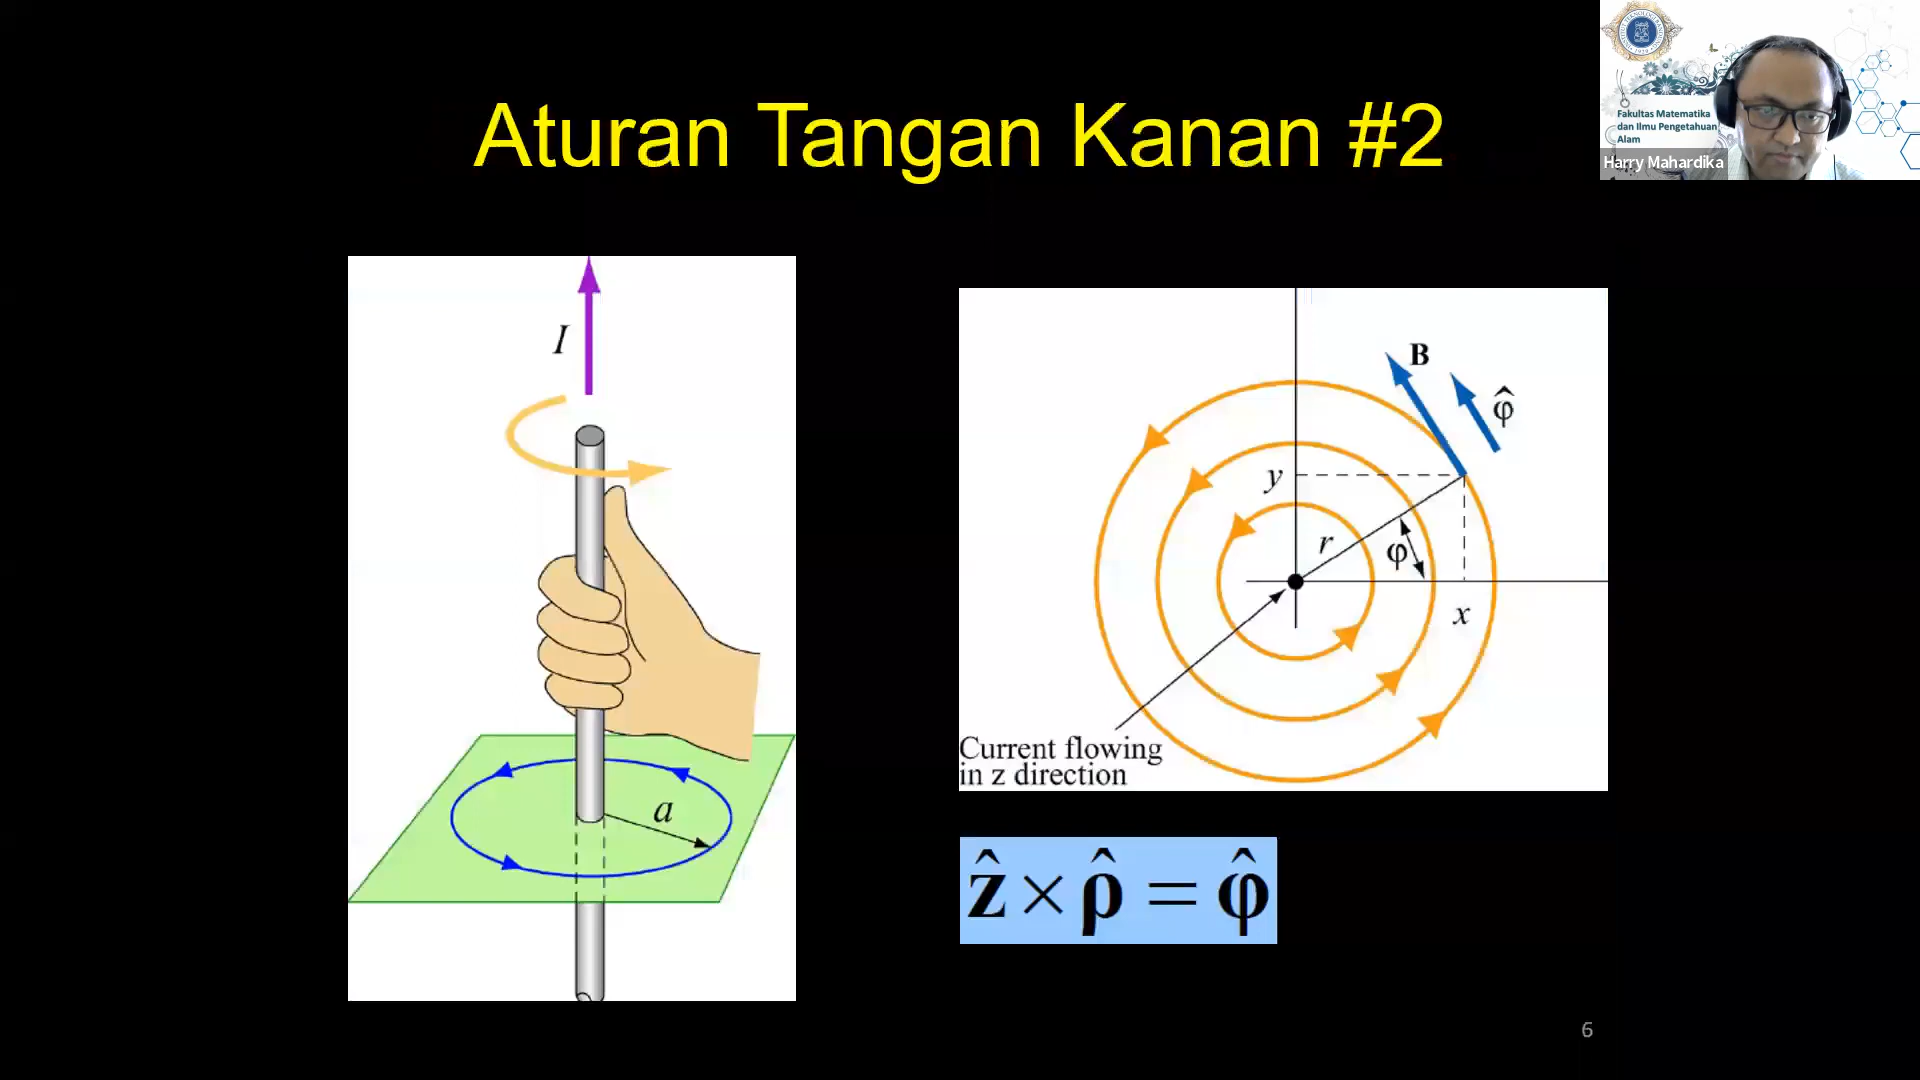 Aturan Tangan Kanan #2
Fakultas Matematika
dan Ilmu Pengetahuan
Alam
Harry Mahardika
I
a
B
φ̂
y
r
φ
x
Current flowing
in z direction
ẑ × ρ̂ = φ̂
6